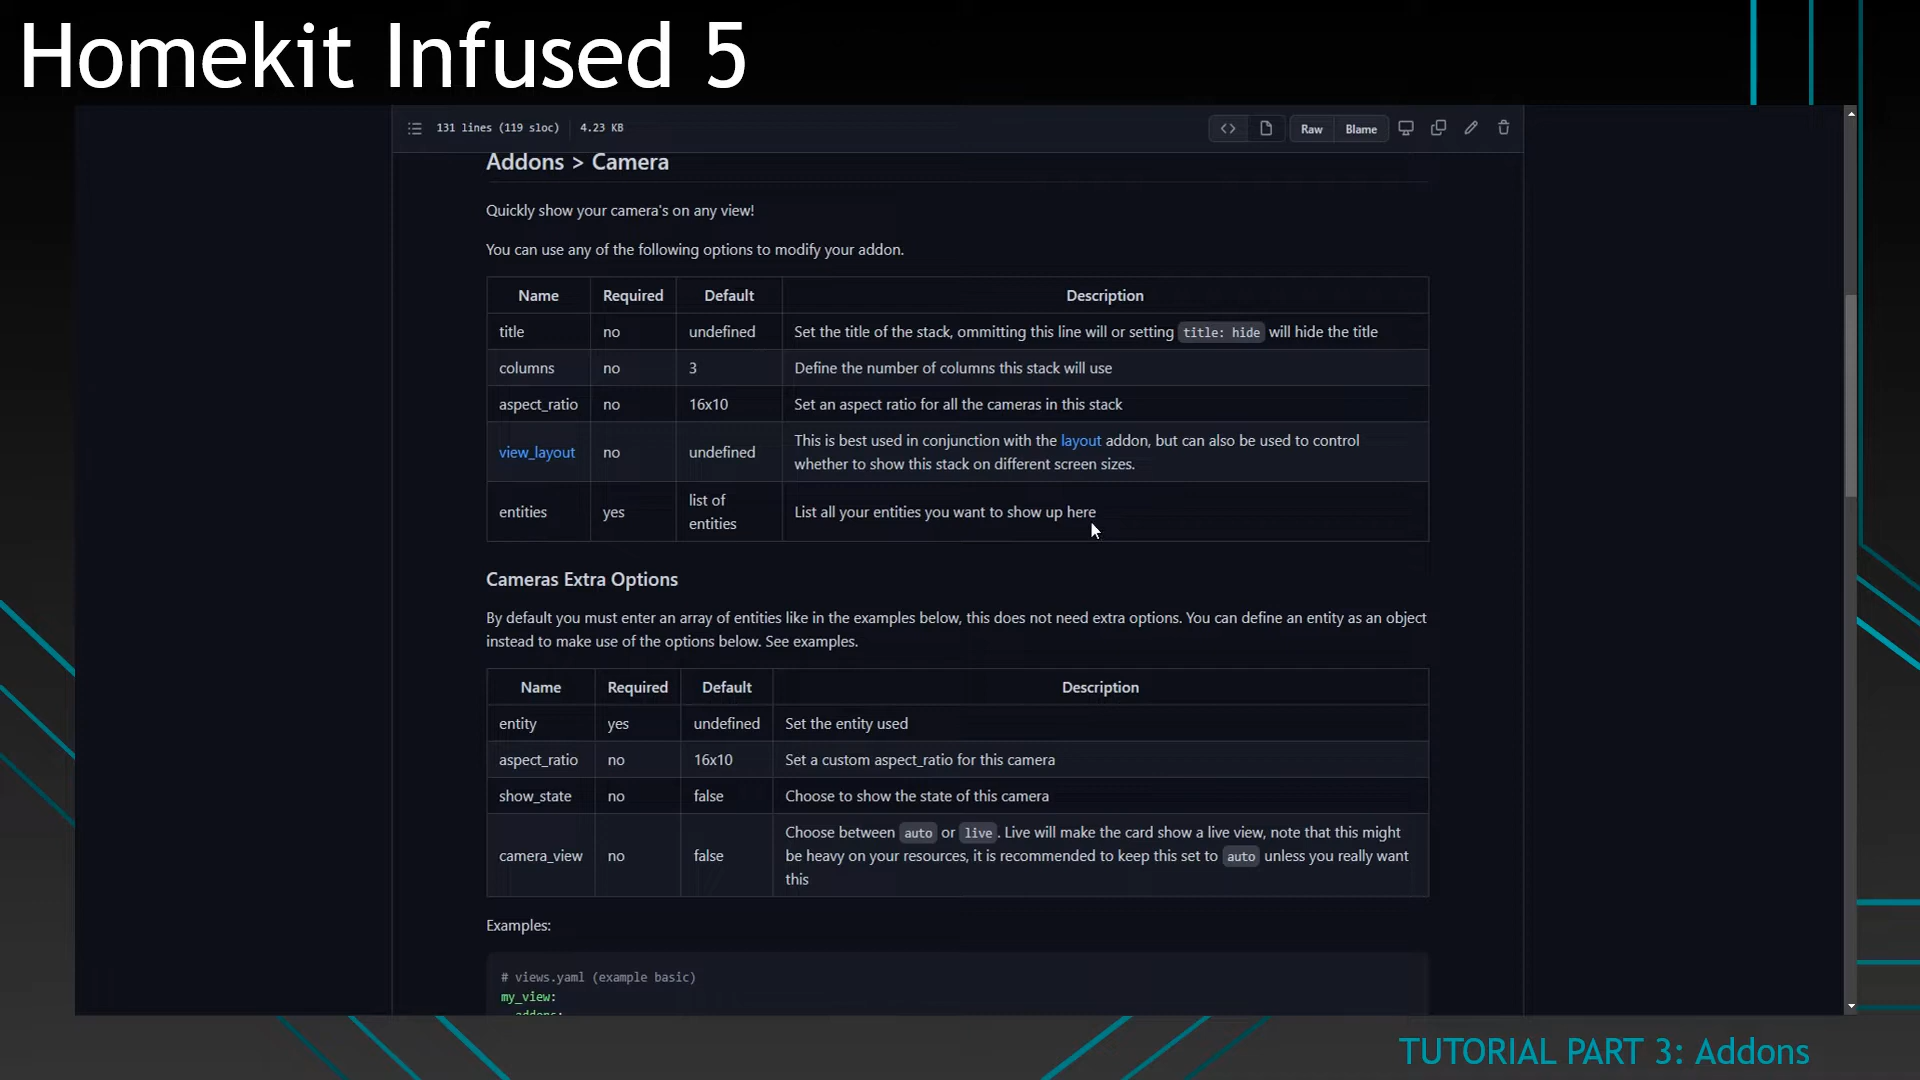 Homekit Infused 5
131 lines (119 sloc) 4.23 KB
Raw Blame
Addons > Camera
Quickly show your camera's on any view!
You can use any of the following options to modify your addon.
Name Required Default Description
title no undefined Set the title of the stack, ommitting this line will or setting title: hide will hide the title
columns no 3 Define the number of columns this stack will use
aspect_ratio no 16x10 Set an aspect ratio for all the cameras in this stack
view_layout no undefined This is best used in conjunction with the layout addon, but can also be used to control
whether to show this stack on different screen sizes.
entities yes list of
entities List all your entities you want to show up here
Cameras Extra Options
By default you must enter an array of entities like in the examples below, this does not need extra options. You can define an entity as an object
instead to make use of the options below. See examples.
Name Required Default Description
entity yes undefined Set the entity used
aspect_ratio no 16x10 Set a custom aspect_ratio for this camera
show_state no false Choose to show the state of this camera
camera_view no false Choose between auto or live. Live will make the card show a live view, note that this might
be heavy on your resources, it is recommended to keep this set to auto unless you really want
this
Examples:
# views.yaml (example basic)
my_view:
addons:
TUTORIAL PART 3: Addons